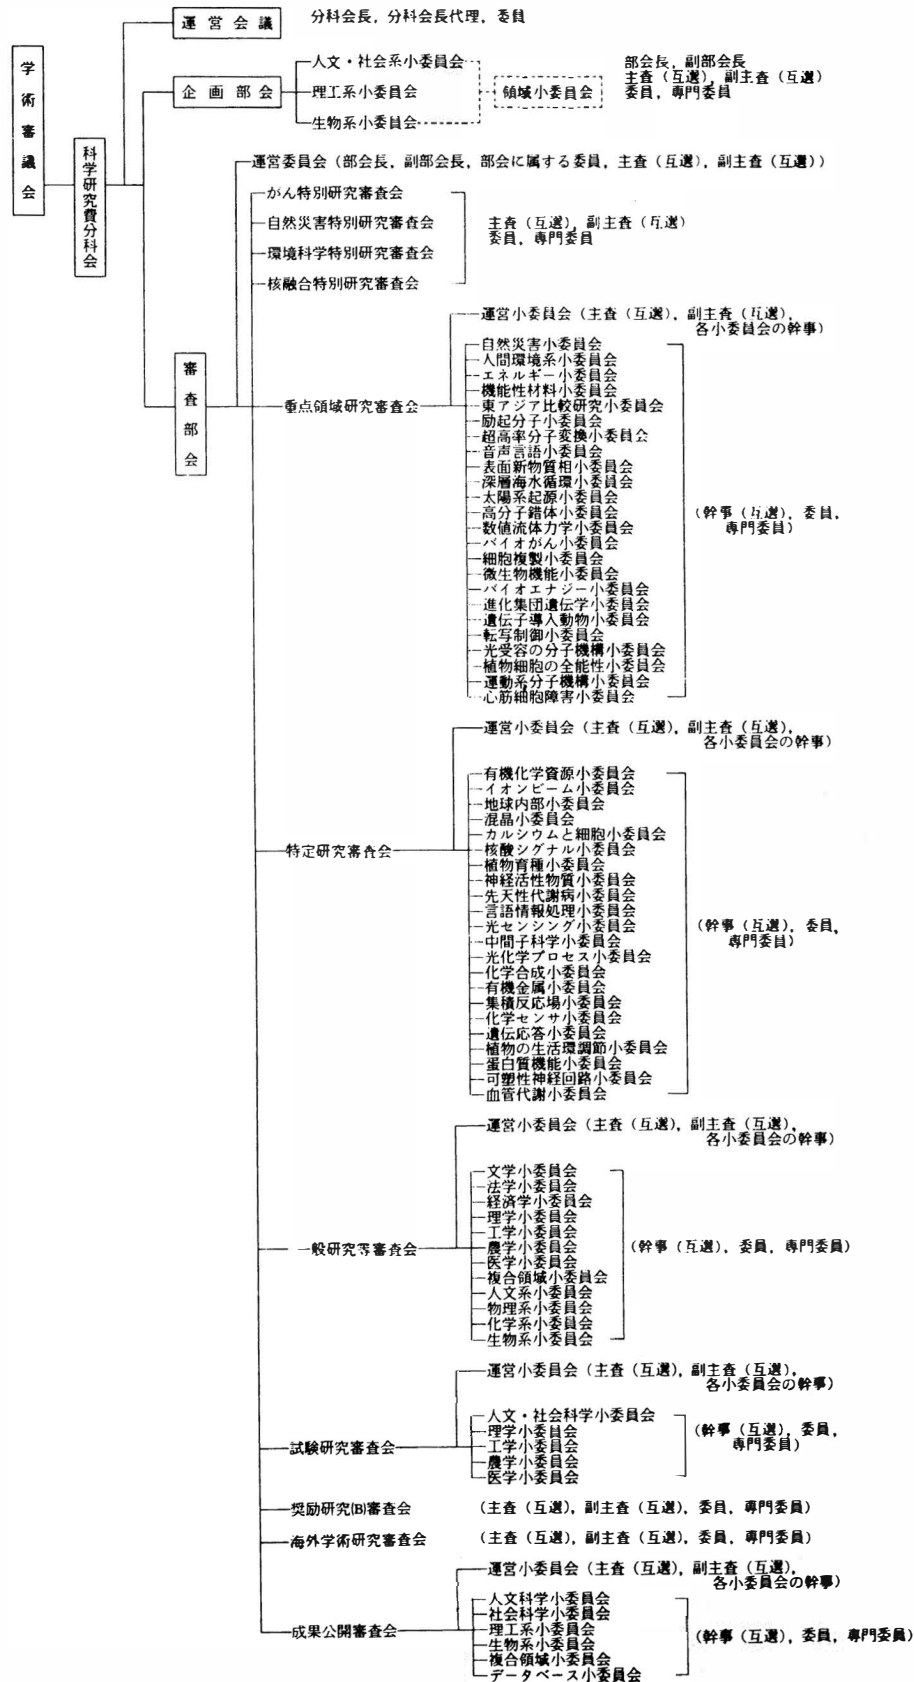 学術審議会
科学研究費分科会
運営会議
分科会長，分科会長代理，委員
企画部会
人文・社会系小委員会
理工系小委員会
生物系小委員会
領域小委員会
部会長，副部会長
主査（互選），副主査（互選）
委員，専門委員
審査部会
運営委員会（部会長，副部会長，部会に属する委員，主査（互選），副主査（互選））
がん特別研究審査会
自然災害特別研究審査会
環境科学特別研究審査会
核融合特別研究審査会
主査（互選），副主査（互選）
委員，専門委員
重点領域研究審査会
運営小委員会（主査（互選），副主査（互選），
各小委員会の幹事）
自然災害小委員会
人間環境系小委員会
エネルギー小委員会
機能性材料小委員会
東アジア比較研究小委員会
励起分子小委員会
超高率分子変換小委員会
音声言語小委員会
表面新物質相小委員会
深層海水循環小委員会
太陽系起源小委員会
高分子錯体小委員会
数値流体力学小委員会
バイオがん小委員会
細胞複製小委員会
微生物機能小委員会
バイオエナジー小委員会
進化集団遺伝学小委員会
遺伝子導入動物小委員会
転写制御小委員会
光受容の分子機構小委員会
植物細胞の全能性小委員会
運動系分子機構小委員会
心筋細胞障害小委員会
（幹事（互選），委員，
専門委員）
特定研究審査会
運営小委員会（主査（互選），副主査（互選），
各小委員会の幹事）
有機化学資源小委員会
イオンビーム小委員会
地球内部小委員会
混晶小委員会
カルシウムと細胞小委員会
核酸シグナル小委員会
植物育種小委員会
神経活性物質小委員会
先天性代謝病小委員会
言語情報処理小委員会
光センシング小委員会
中間子科学小委員会
光化学プロセス小委員会
化学合成小委員会
有機金属小委員会
集積反応場小委員会
化学センサ小委員会
遺伝応答小委員会
植物の生活環調節小委員会
蛋白質機能小委員会
可塑性神経回路小委員会
血管代謝小委員会
（幹事（互選），委員，
専門委員）
一般研究等審査会
運営小委員会（主査（互選），副主査（互選），
各小委員会の幹事）
文学小委員会
法学小委員会
経済学小委員会
理学小委員会
工学小委員会
農学小委員会
医学小委員会
複合領域小委員会
人文系小委員会
物理系小委員会
化学系小委員会
生物系小委員会
（幹事（互選），委員，専門委員）
試験研究審査会
運営小委員会（主査（互選），副主査（互選），
各小委員会の幹事）
人文・社会科学小委員会
理学小委員会
工学小委員会
農学小委員会
医学小委員会
（幹事（互選），委員，
専門委員）
奨励研究(B)審査会 （主査（互選），副主査（互選），委員，専門委員）
海外学術研究審査会 （主査（互選），副主査（互選），委員，専門委員）
成果公開審査会
運営小委員会（主査（互選），副主査（互選），
各小委員会の幹事）
人文科学小委員会
社会科学小委員会
理工系小委員会
生物系小委員会
複合領域小委員会
データベース小委員会
（幹事（互選），委員，専門委員）